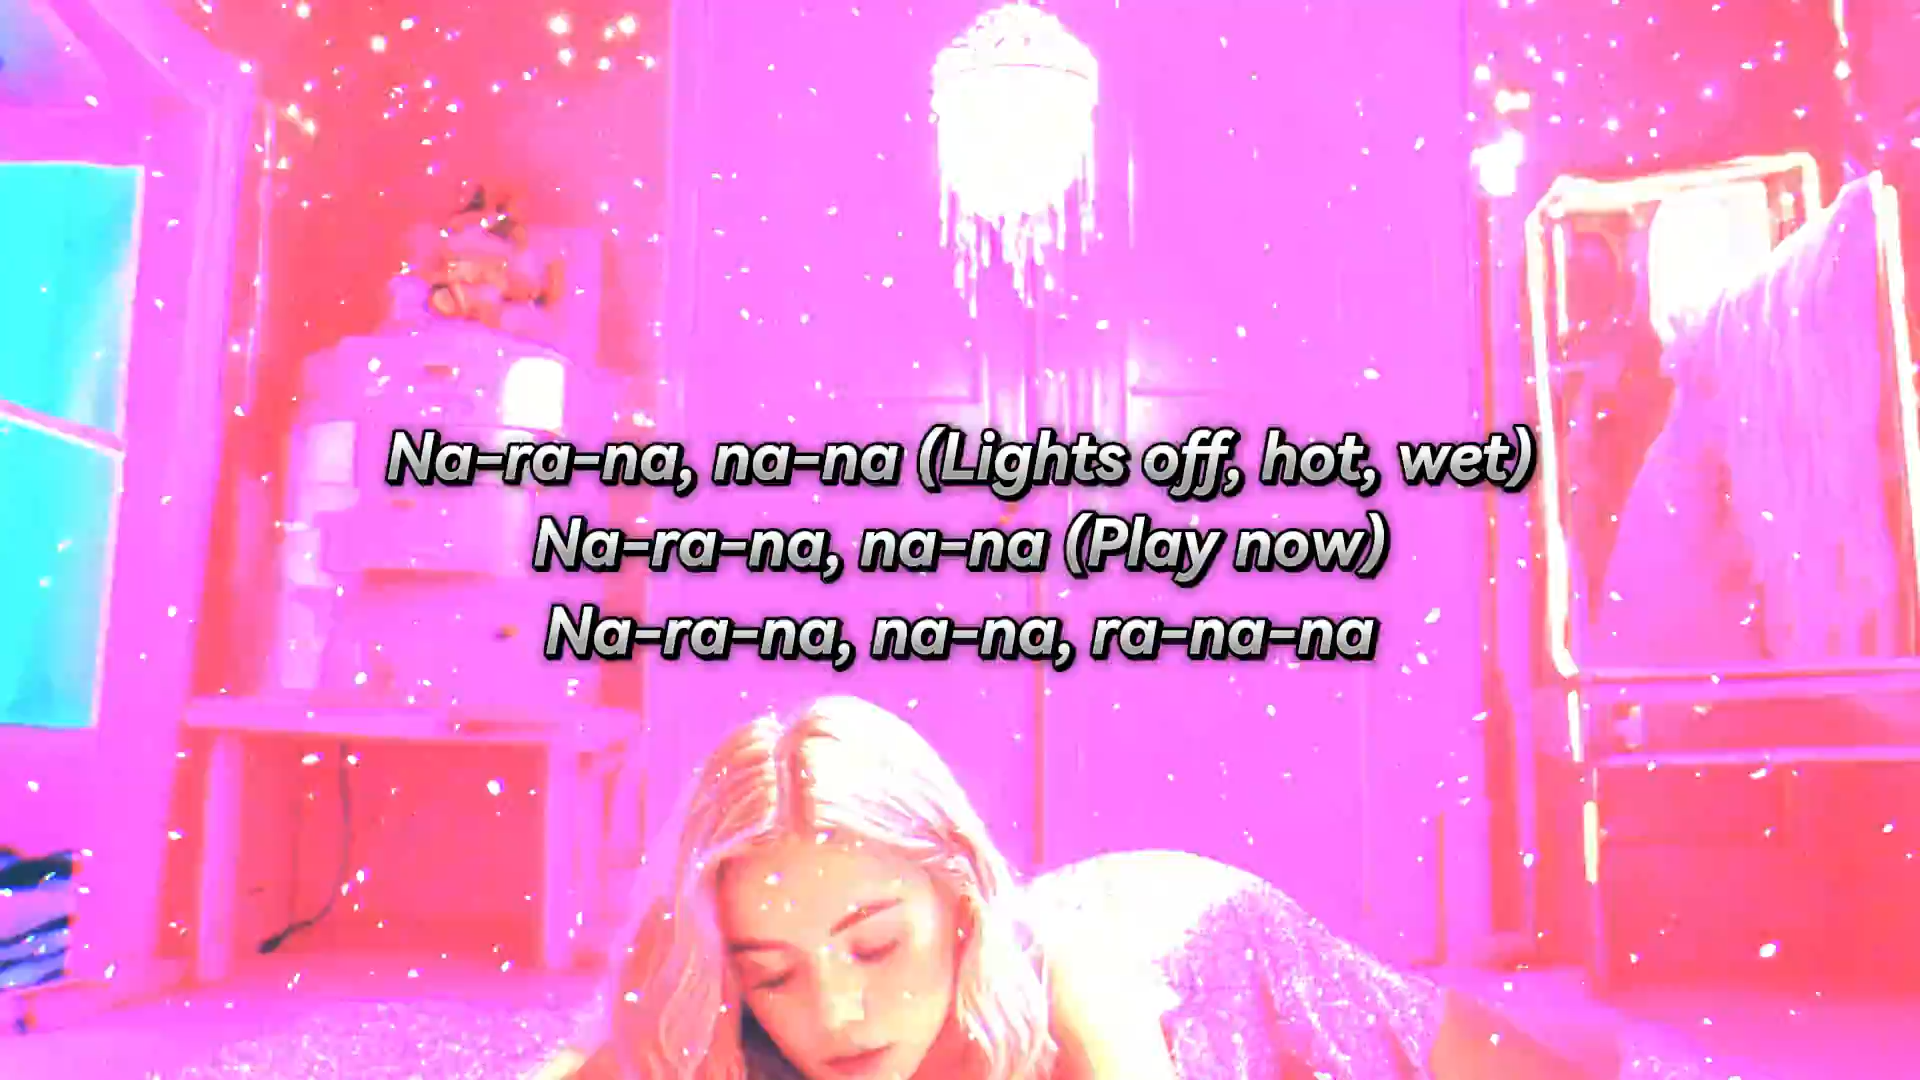 Na-ra-na, na-na (Lights off, hot, wet)
Na-ra-na, na-na (Play now)
Na-ra-na, na-na, ra-na-na